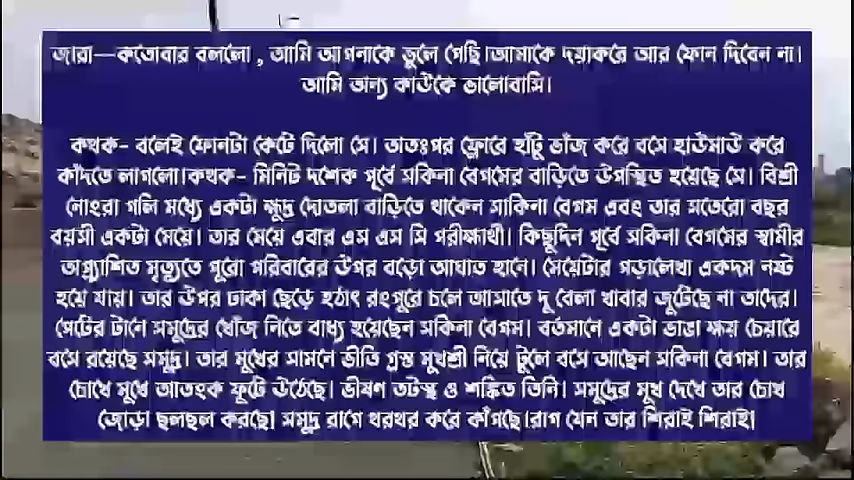 জারা—কতোবার বললো , আমি আপনাকে ভুলে গেছি।আমাকে দয়াকরে আর ফোন দিবেন না।
আমি অন্য কাউকে ভালোবাসি।
কথক- বলেই ফোনটা কেটে দিলো সে। তাতঃপর ফ্লোরে হাঁটু ভাঁজ করে বসে হাউমাউ করে
কাঁদতে লাগলো।কথক- মিনিট দশেক পূর্বে সকিনা বেগমের বাড়িতে উপস্থিত হয়েছে সে। বিশ্রী
নোংরা গলি মধ্যে একটা ক্ষুদ্র দোতলা বাড়িতে থাকেন সাকিনা বেগম এবং তার সতেরো বছর
বয়সী একটা মেয়ে। তার মেয়ে এবার এস এস সি পরীক্ষার্থী। কিছুদিন পূর্বে সকিনা বেগমের স্বামীর
অপ্রত্যাশিত মৃত্যুতে পুরো পরিবারের উপর বড়ো আঘাত হানে। মেয়েটার পড়ালেখা একদম নষ্ট
হয়ে যায়। তার উপর ঢাকা ছেড়ে হঠাৎ রংপুরে চলে আসাতে দু বেলা খাবার জুটেছে না তাদের।
পেটের টানে সমুদ্রের খোঁজ নিতে বাধ্য হয়েছেন সকিনা বেগম। বর্তমানে একটা ভাঙা ক্ষয় চেয়ারে
বসে রয়েছে সমুদ্র। তার মুখের সামনে ভীতি গ্রস্ত মুখশ্রী নিয়ে টুলে বসে আছেন সকিনা বেগম। তার
চোখে মুখে আতংক ফুটে উঠেছে। ভীষণ তটস্থ ও শঙ্কিত তিনি। সমুদ্রের মুখ দেখে তার চোখ
জোড়া ছলছল করছে। সমুদ্র রাগে থরথর করে কাঁপছে।রাগ যেন তার শিরাই শিরাই।